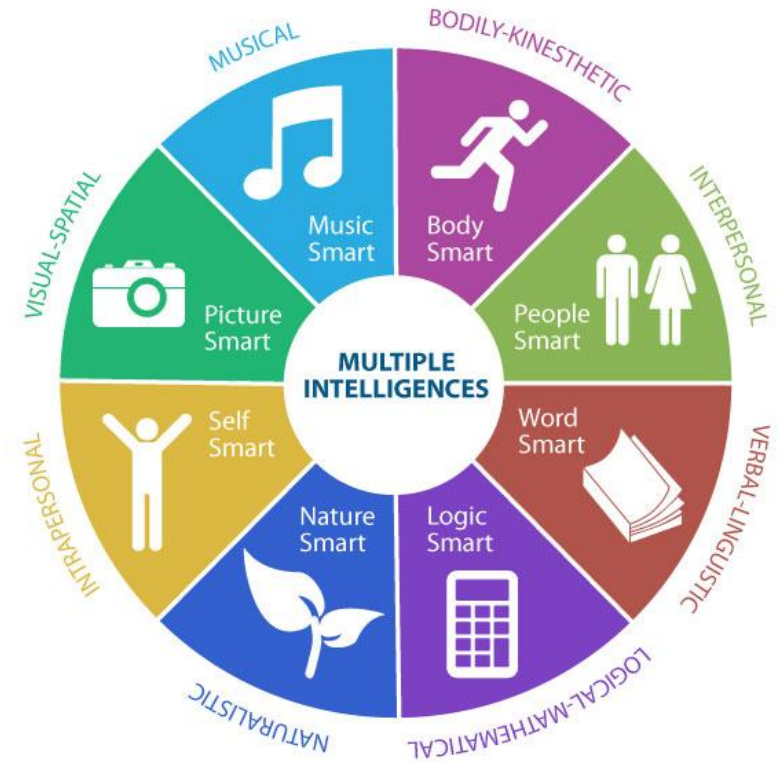 MUSICAL
BODILY-KINESTHETIC
VISUAL-SPATIAL
INTERPERSONAL
Music
Smart
Body
Smart
Picture
Smart
People
Smart
MULTIPLE
INTELLIGENCES
Self
Smart
Word
Smart
Nature
Smart
Logic
Smart
INTRAPERSONAL
VERBAL-LINGUISTIC
NATURALISTIC
LOGICAL-MATHEMATICAL